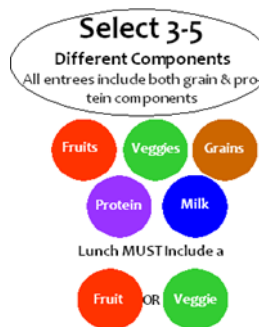 Select 3-5
Different Components
All entrees include both grain & pro-
tein components
Fruits Veggies Grains
Protein Milk
Lunch MUST Include a
Fruit OR Veggie